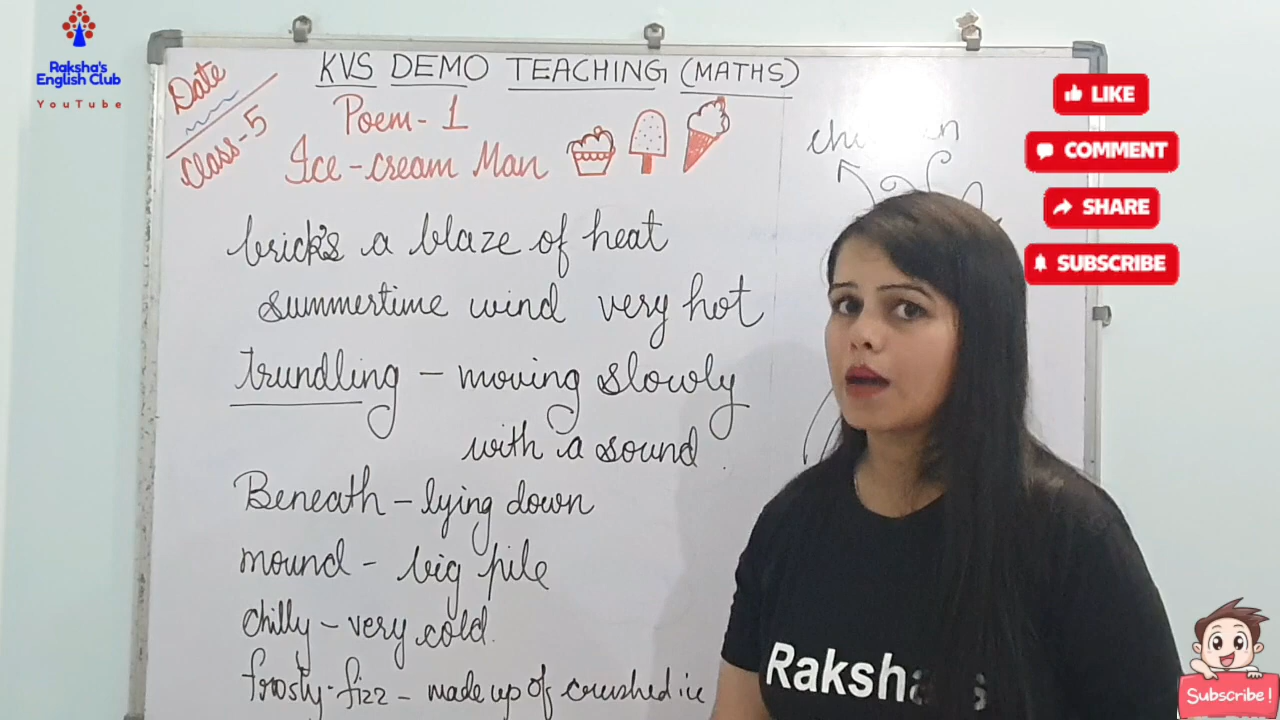 Raksha's
English Club
YouTube
Date
Class-5
KVS DEMO TEACHING (MATHS)
Poem-1
Ice-cream Man
brick's a blaze of heat
summertime wind very hot
trundling - moving slowly
with a sound
Beneath - lying down
mound - big pile
chilly - very cold.
frosty-fizz - made up of crushed ice
LIKE
COMMENT
SHARE
SUBSCRIBE
Subscribe!